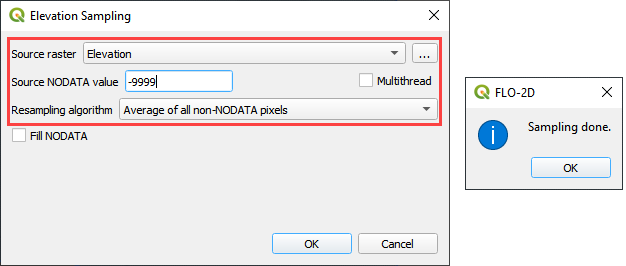 Elevation Sampling
Source raster Elevation ...
Source NODATA value -9999 Multithread
Resampling algorithm Average of all non-NODATA pixels
Fill NODATA
OK Cancel
FLO-2D
Sampling done.
OK